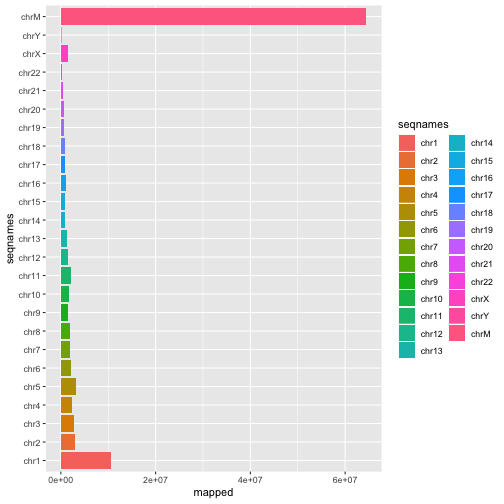 chrM
chrY
chrX
chr22
chr21
chr20
chr19
chr18
chr17
chr16
chr15
chr14
chr13
chr12
chr11
chr10
chr9
chr8
chr7
chr6
chr5
chr4
chr3
chr2
chr1
seqnames
0e+00 2e+07 4e+07 6e+07
mapped
seqnames
chr1 chr14
chr2 chr15
chr3 chr16
chr4 chr17
chr5 chr18
chr6 chr19
chr7 chr20
chr8 chr21
chr9 chr22
chr10 chrX
chr11 chrY
chr12 chrM
chr13